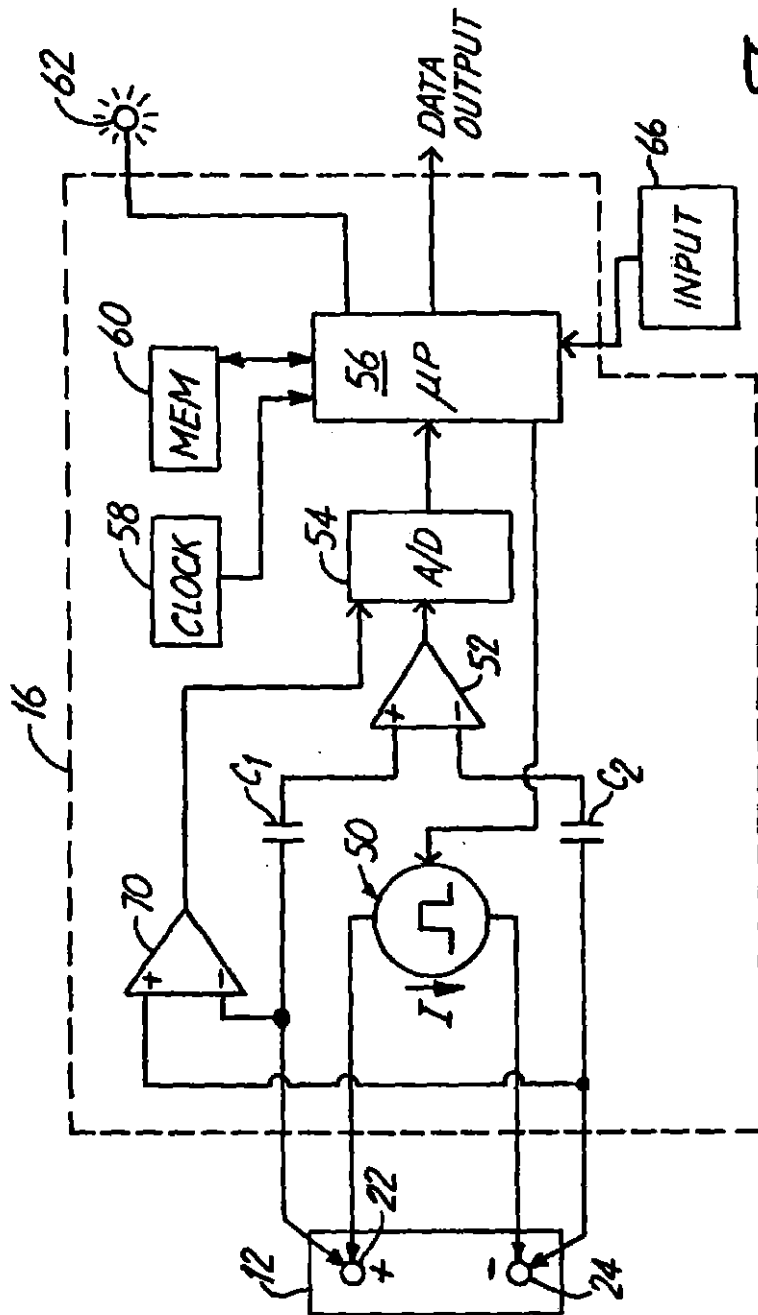 16
62
70
58
CLOCK
60
MEM
+
-
C1
54
A/D
56
μP
DATA
OUTPUT
12
22
+
50
I
+
-
52
-
24
C2
66
INPUT